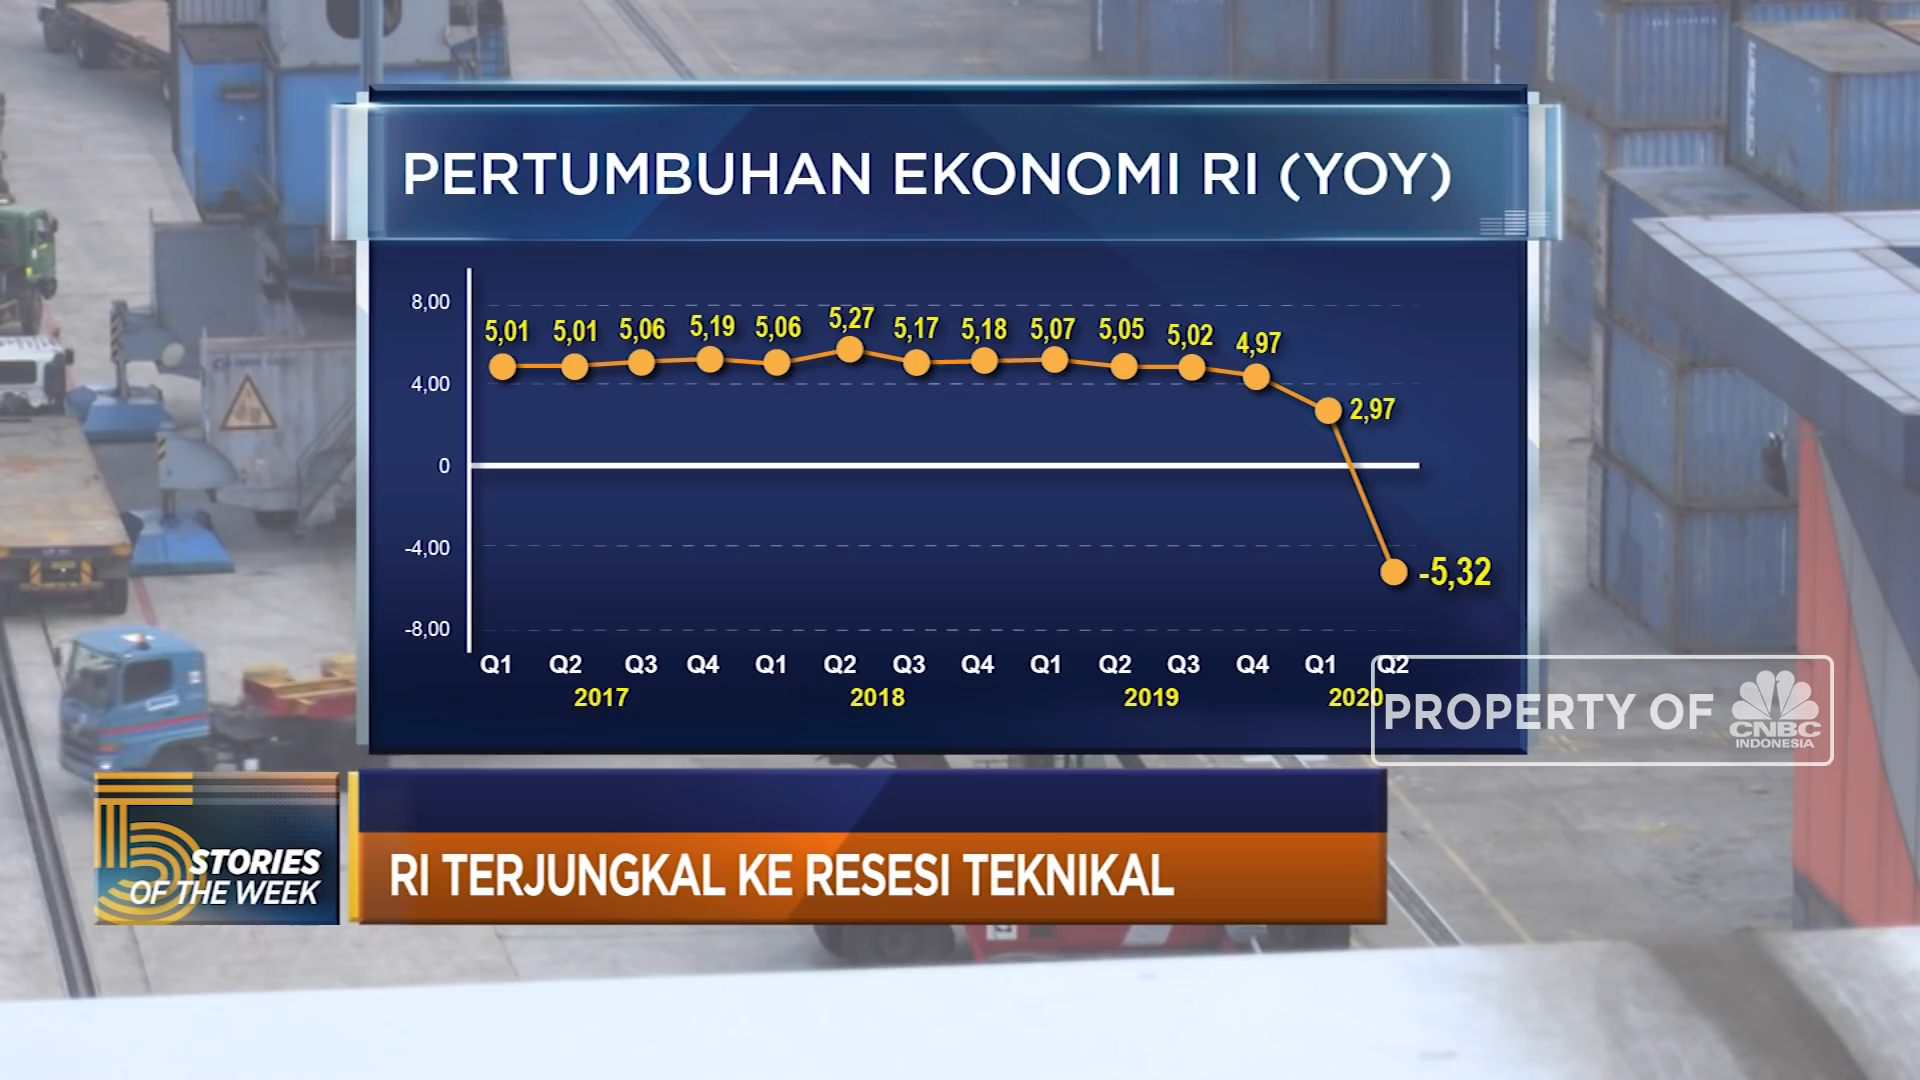 PERTUMBUHAN EKONOMI RI (YOY)
8,00
4,00
0
-4,00
-8,00
5,01 5,01 5,06 5,19 5,06 5,27 5,17 5,18 5,07 5,05 5,02 4,97
2,97
-5,32
Q1 Q2 Q3 Q4 Q1 Q2 Q3 Q4 Q1 Q2 Q3 Q4 Q1 Q2
2017 2018 2019 2020
PROPERTY OF CNBC INDONESIA
5 STORIES
OF THE WEEK
RI TERJUNGKAL KE RESESI TEKNIKAL